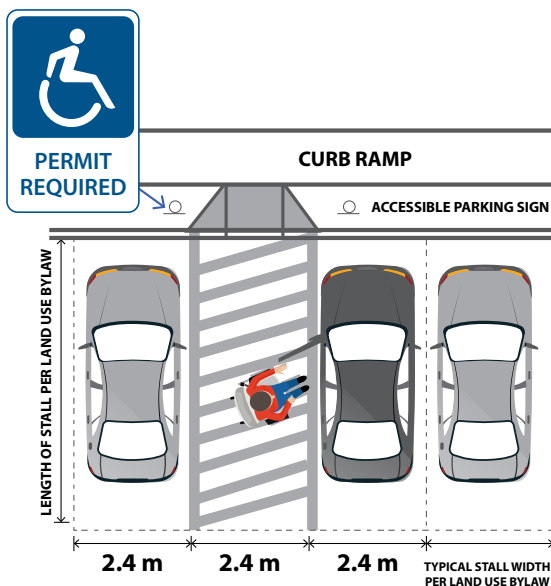 PERMIT
REQUIRED
CURB RAMP
ACCESSIBLE PARKING SIGN
LENGTH OF STALL PER LAND USE BYLAW
2.4 m
2.4 m
2.4 m
TYPICAL STALL WIDTH
PER LAND USE BYLAW